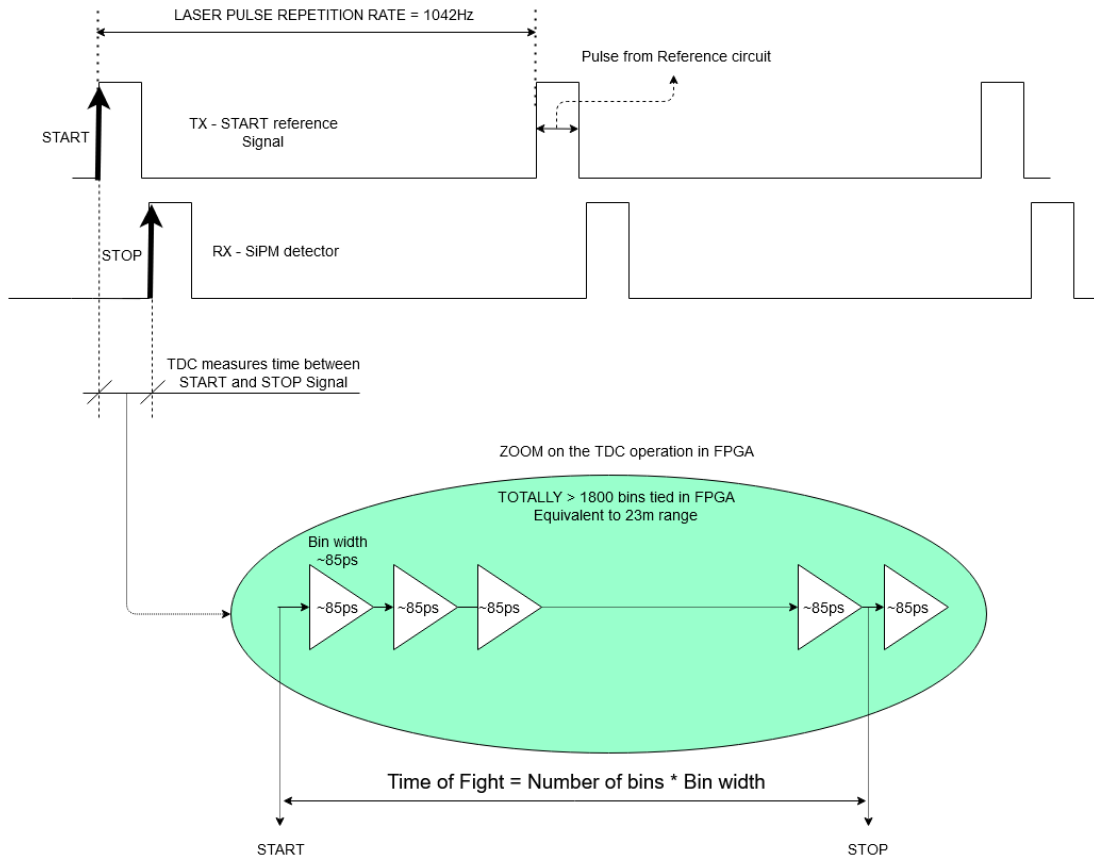 LASER PULSE REPETITION RATE = 1042Hz
Pulse from Reference circuit
START
TX - START reference
Signal
STOP
RX - SiPM detector
TDC measures time between
START and STOP Signal
ZOOM on the TDC operation in FPGA
TOTALLY > 1800 bins tied in FPGA
Equivalent to 23m range
Bin width
~85ps
~85ps
~85ps
~85ps
~85ps
~85ps
Time of Fight = Number of bins * Bin width
START
STOP